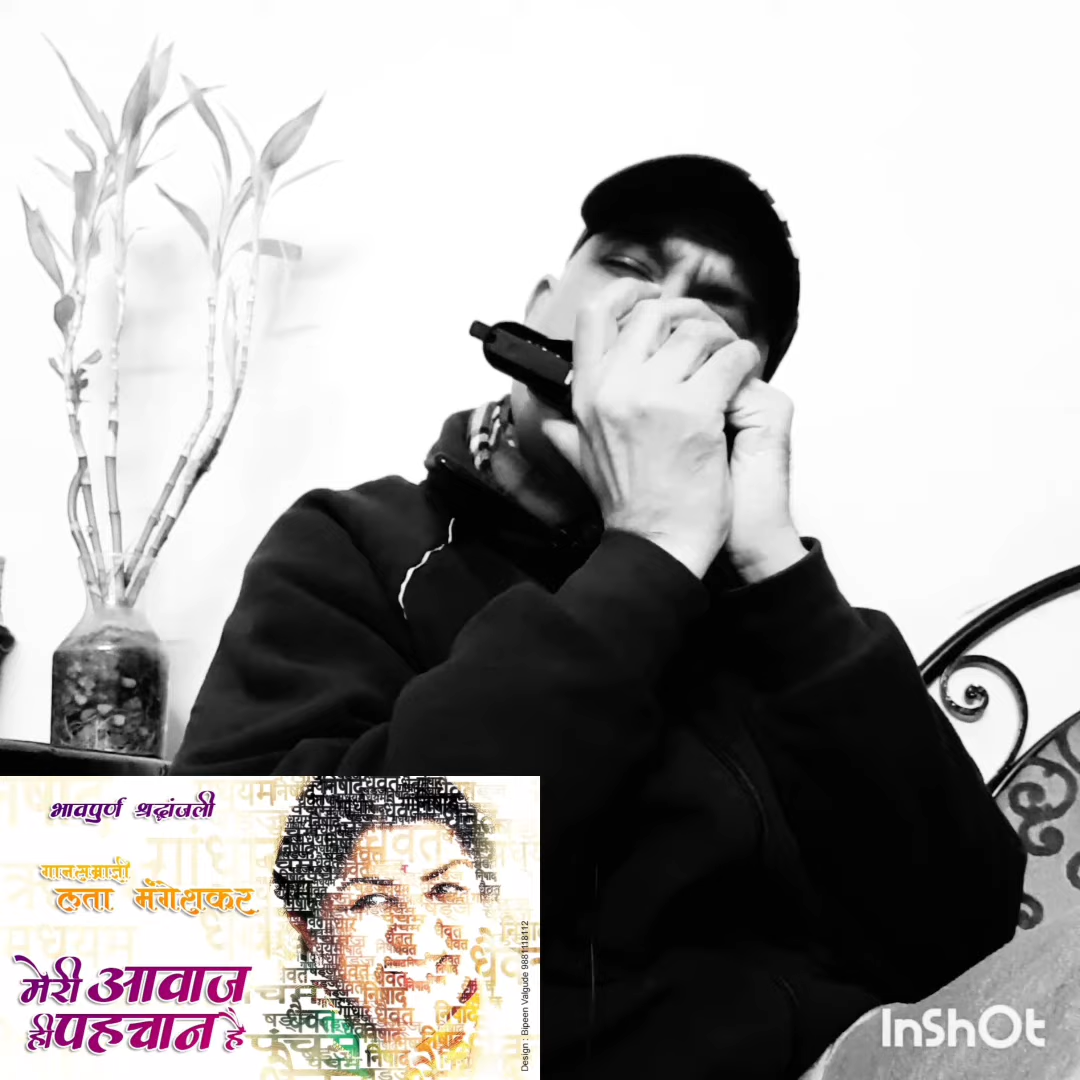 भावपुर्ण श्रद्धांजली
गानसम्राज्ञी
लता मंगेशकर
मेरी आवाज
ही पहचान है
Design : Bipeen Valgude 9881118112
InShOt